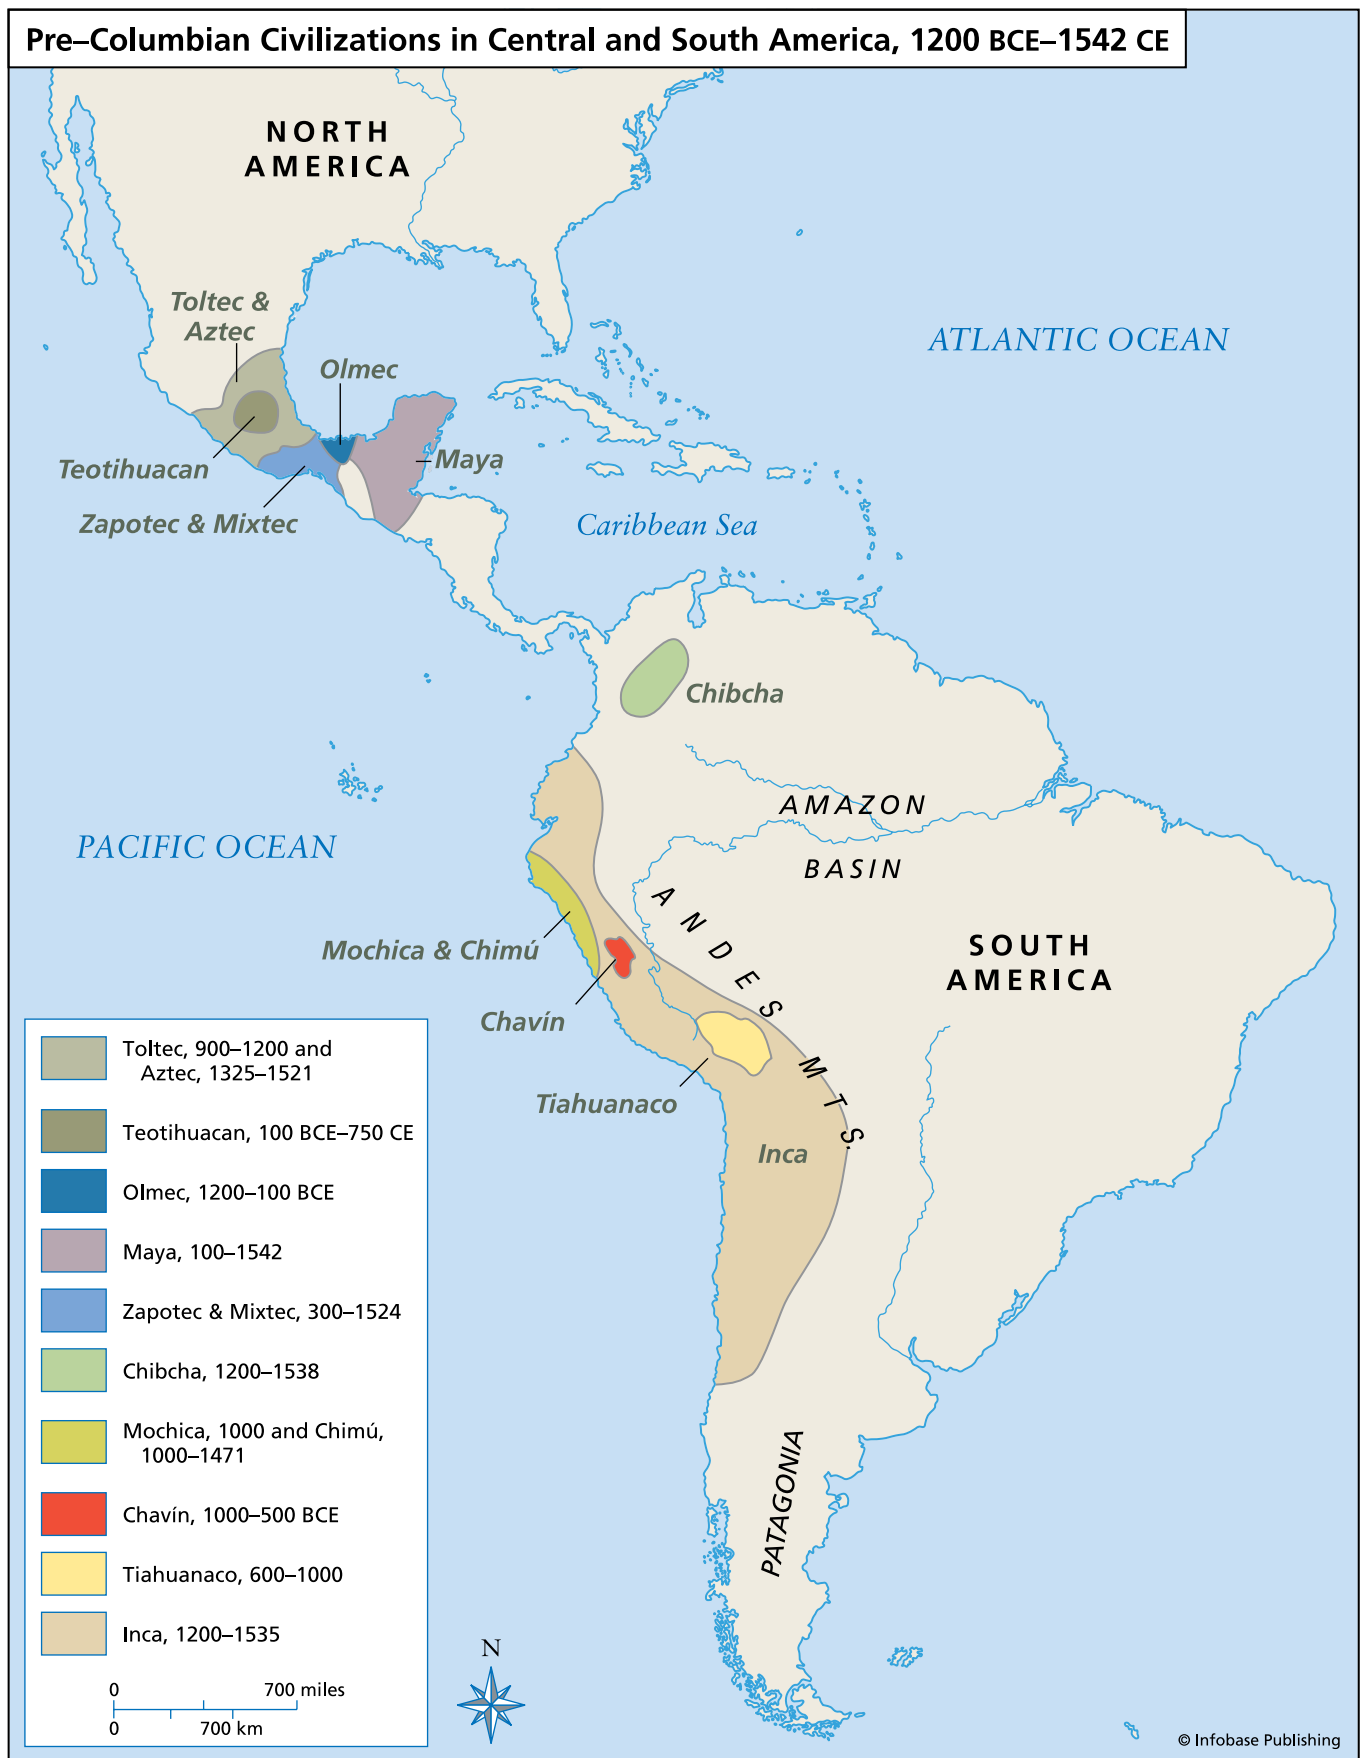 Pre–Columbian Civilizations in Central and South America, 1200 BCE–1542 CE
NORTH
AMERICA
Toltec &
Aztec
Olmec
ATLANTIC OCEAN
Teotihuacan
Maya
Zapotec & Mixtec
Caribbean Sea
Chibcha
AMAZON
PACIFIC OCEAN
BASIN
ANDES MTS.
Mochica & Chimú
SOUTH
AMERICA
Chavín
Tiahuanaco
Inca
PATAGONIA
Toltec, 900–1200 and
Aztec, 1325–1521
Teotihuacan, 100 BCE–750 CE
Olmec, 1200–100 BCE
Maya, 100–1542
Zapotec & Mixtec, 300–1524
Chibcha, 1200–1538
Mochica, 1000 and Chimú,
1000–1471
Chavín, 1000–500 BCE
Tiahuanaco, 600–1000
Inca, 1200–1535
0 700 miles
0 700 km
N
© Infobase Publishing